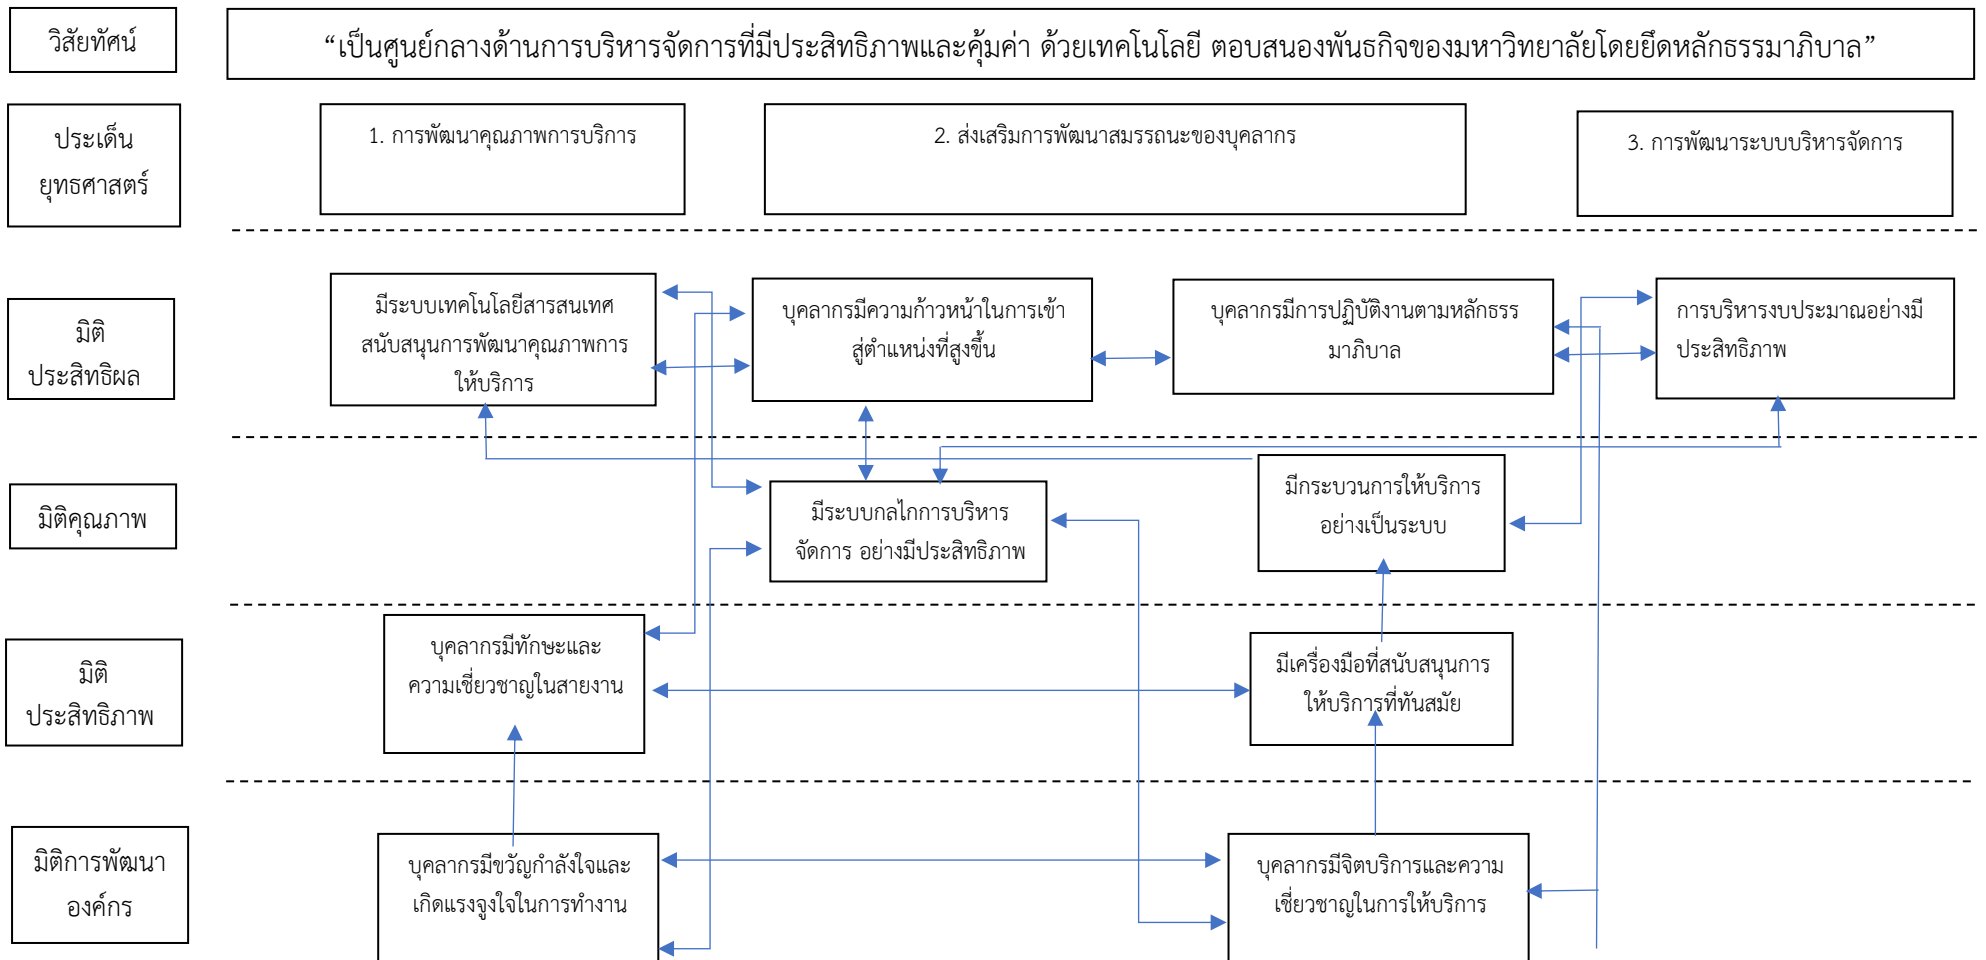 วิสัยทัศน์
“เป็นศูนย์กลางด้านการบริหารจัดการที่มีประสิทธิภาพและคุ้มค่า ด้วยเทคโนโลยี ตอบสนองพันธกิจของมหาวิทยาลัยโดยยึดหลักธรรมาภิบาล”
ประเด็น
ยุทธศาสตร์
1. การพัฒนาคุณภาพการบริการ
2. ส่งเสริมการพัฒนาสมรรถนะของบุคลากร
3. การพัฒนาระบบบริหารจัดการ
มิติ
ประสิทธิผล
มีระบบเทคโนโลยีสารสนเทศ
สนับสนุนการพัฒนาคุณภาพการ
ให้บริการ
บุคลากรมีความก้าวหน้าในการเข้า
สู่ตำแหน่งที่สูงขึ้น
บุคลากรมีการปฏิบัติงานตามหลักธรร
มาภิบาล
การบริหารงบประมาณอย่างมี
ประสิทธิภาพ
มิติคุณภาพ
มีระบบกลไกการบริหาร
จัดการ อย่างมีประสิทธิภาพ
มีกระบวนการให้บริการ
อย่างเป็นระบบ
มิติ
ประสิทธิภาพ
บุคลากรมีทักษะและ
ความเชี่ยวชาญในสายงาน
มีเครื่องมือที่สนับสนุนการ
ให้บริการที่ทันสมัย
มิติการพัฒนา
องค์กร
บุคลากรมีขวัญกำลังใจและ
เกิดแรงจูงใจในการทำงาน
บุคลากรมีจิตบริการและความ
เชี่ยวชาญในการให้บริการ